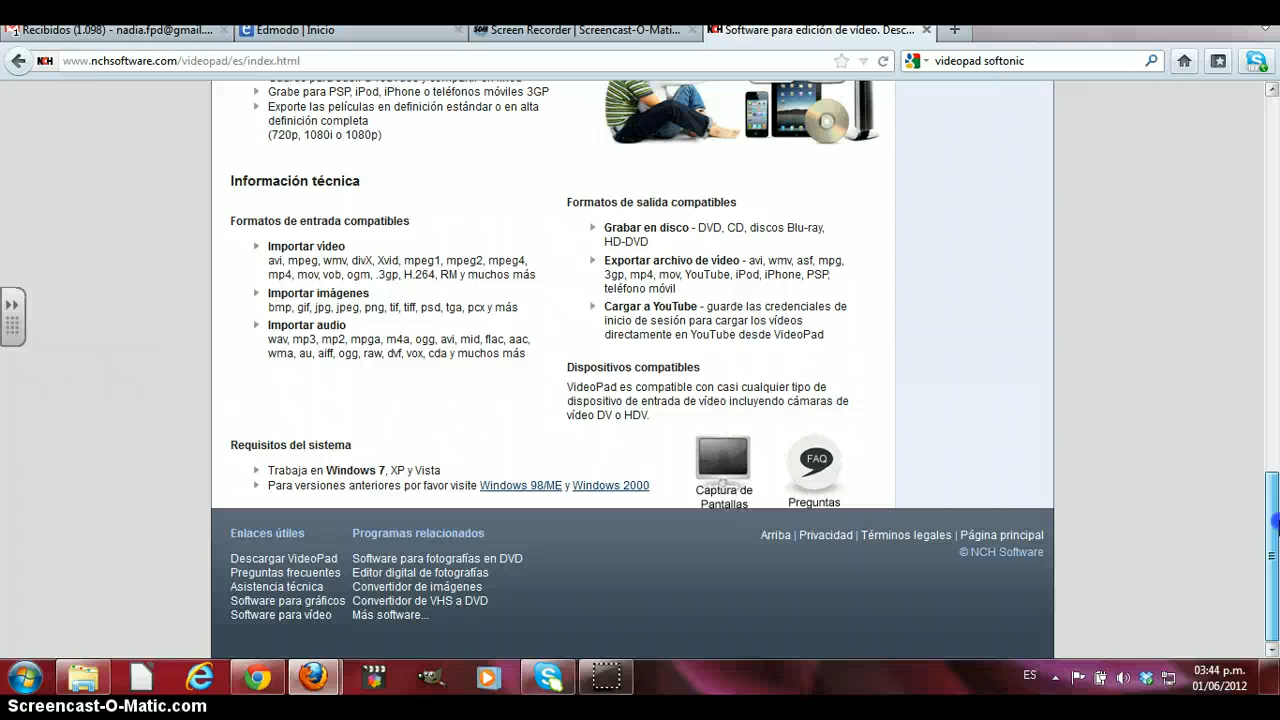 Recibidos (1.098) - nadia.fpd@gmail....
Edmodo | Inicio
Screen Recorder | Screencast-O-Mati...
NCH Software para edición de vídeo. Desc...
NCH www.nchsoftware.com/videopad/es/index.html
videopad softonic
Grabe para PSP, iPod, iPhone o teléfonos móviles 3GP
Exporte las películas en definición estándar o en alta
definición completa
(720p, 1080i o 1080p)
Información técnica
Formatos de entrada compatibles
Importar vídeo
avi, mpeg, wmv, divX, Xvid, mpeg1, mpeg2, mpeg4,
mp4, mov, vob, ogm, .3gp, H.264, RM y muchos más
Importar imágenes
bmp, gif, jpg, jpeg, png, tif, tiff, psd, tga, pcx y más
Importar audio
wav, mp3, mp2, mpga, m4a, ogg, avi, mid, flac, aac,
wma, au, aiff, ogg, raw, dvf, vox, cda y muchos más
Formatos de salida compatibles
Grabar en disco - DVD, CD, discos Blu-ray,
HD-DVD
Exportar archivo de vídeo - avi, wmv, asf, mpg,
3gp, mp4, mov, YouTube, iPod, iPhone, PSP,
teléfono móvil
Cargar a YouTube - guarde las credenciales de
inicio de sesión para cargar los vídeos
directamente en YouTube desde VideoPad
Dispositivos compatibles
VideoPad es compatible con casi cualquier tipo de
dispositivo de entrada de vídeo incluyendo cámaras de
vídeo DV o HDV.
Requisitos del sistema
Trabaja en Windows 7, XP y Vista
Para versiones anteriores por favor visite Windows 98/ME y Windows 2000
Captura de
Pantallas
FAQ
Preguntas
Enlaces útiles
Descargar VideoPad
Preguntas frecuentes
Asistencia técnica
Software para gráficos
Software para vídeo
Programas relacionados
Software para fotografías en DVD
Editor digital de fotografías
Convertidor de imágenes
Convertidor de VHS a DVD
Más software...
Arriba | Privacidad | Términos legales | Página principal
© NCH Software
ES
03:44 p.m.
01/06/2012
Screencast-O-Matic.com